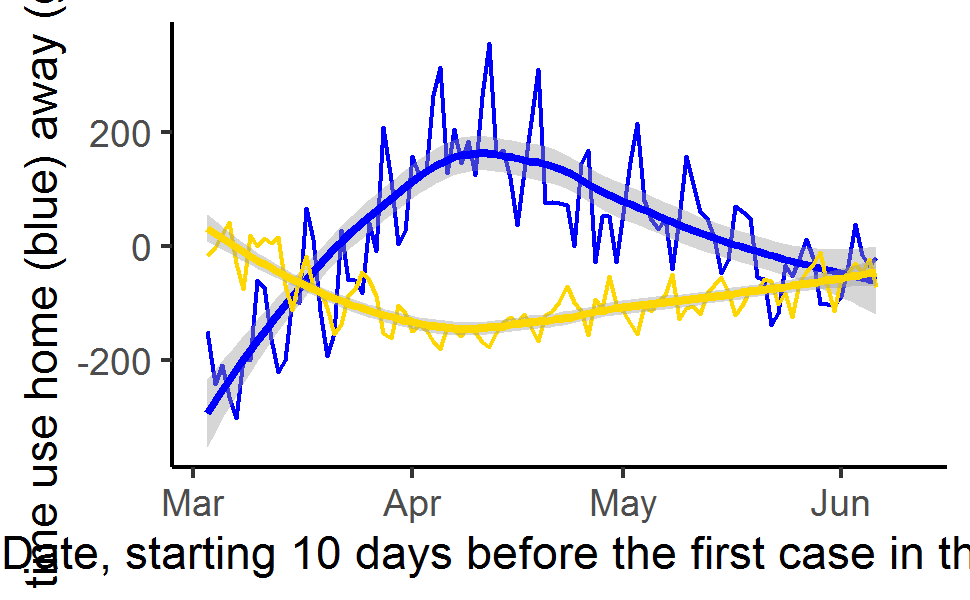 time use home (blue) away (
200
0
-200
Mar Apr May Jun
Date, starting 10 days before the first case in th